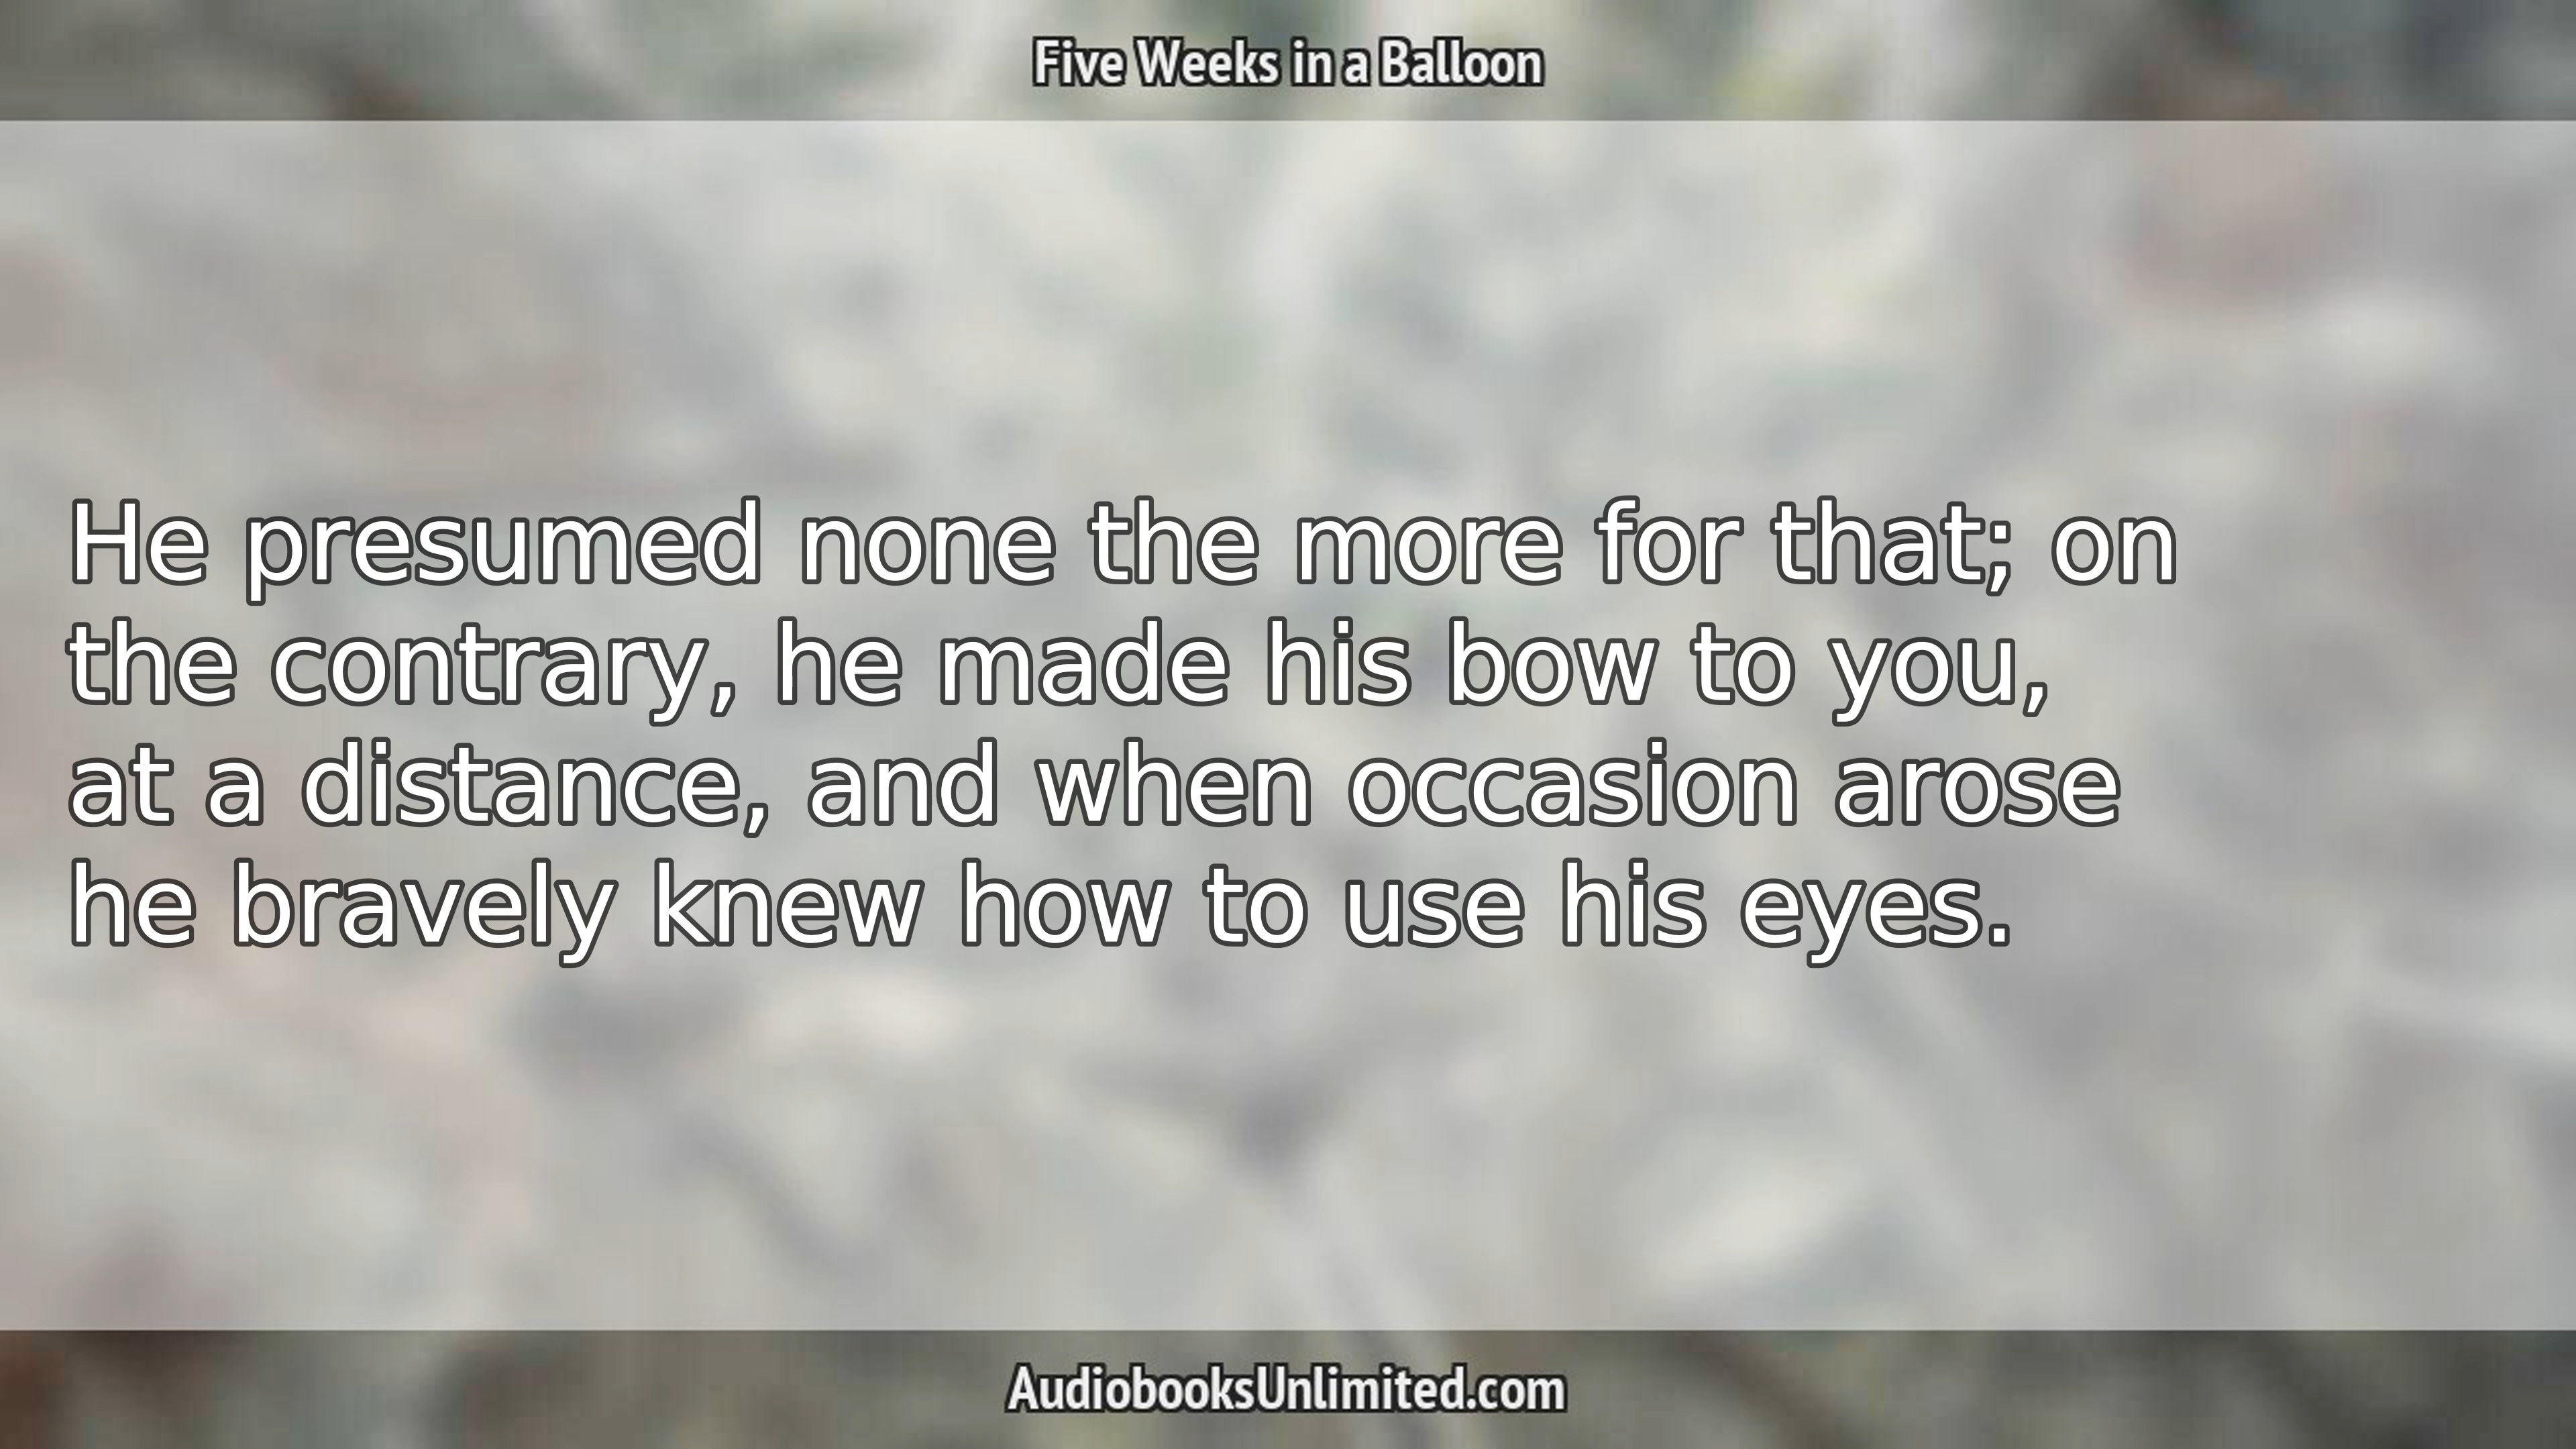 Five Weeks in a Balloon
He presumed none the more for that; on
the contrary, he made his bow to you,
at a distance, and when occasion arose
he bravely knew how to use his eyes.
AudiobooksUnlimited.com